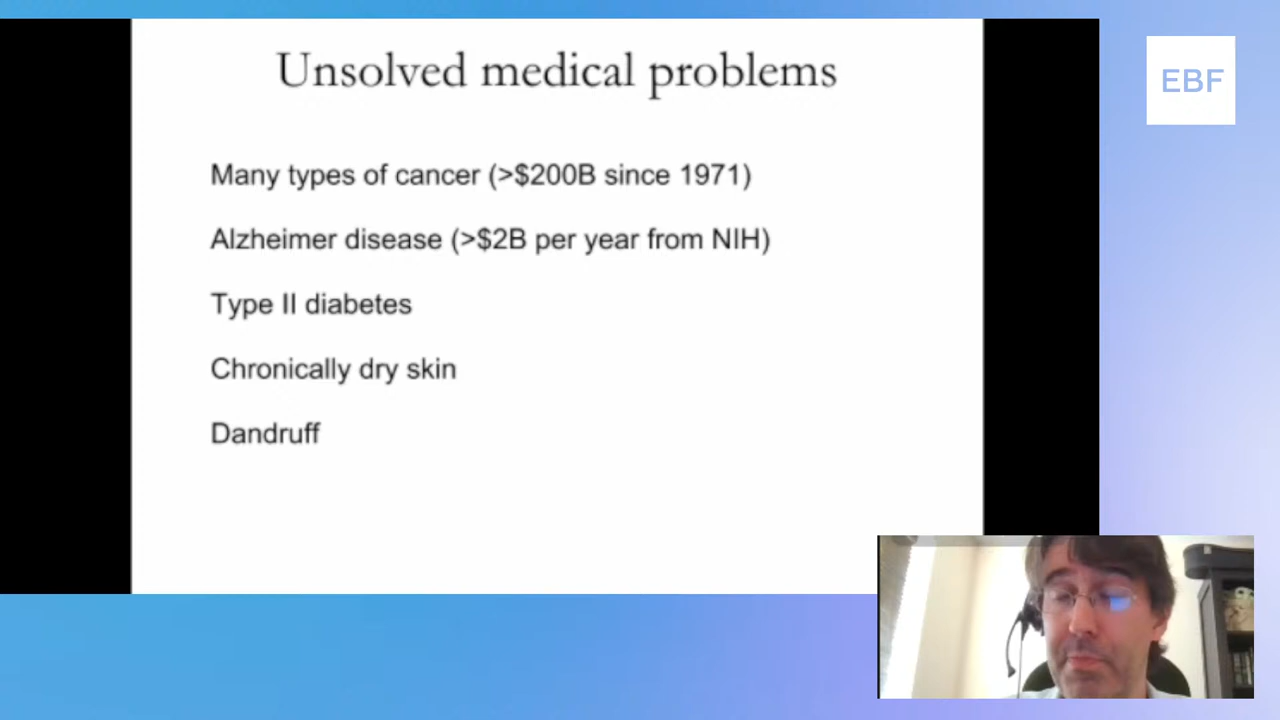 Unsolved medical problems
EBF
Many types of cancer (>$200B since 1971)
Alzheimer disease (>$2B per year from NIH)
Type II diabetes
Chronically dry skin
Dandruff